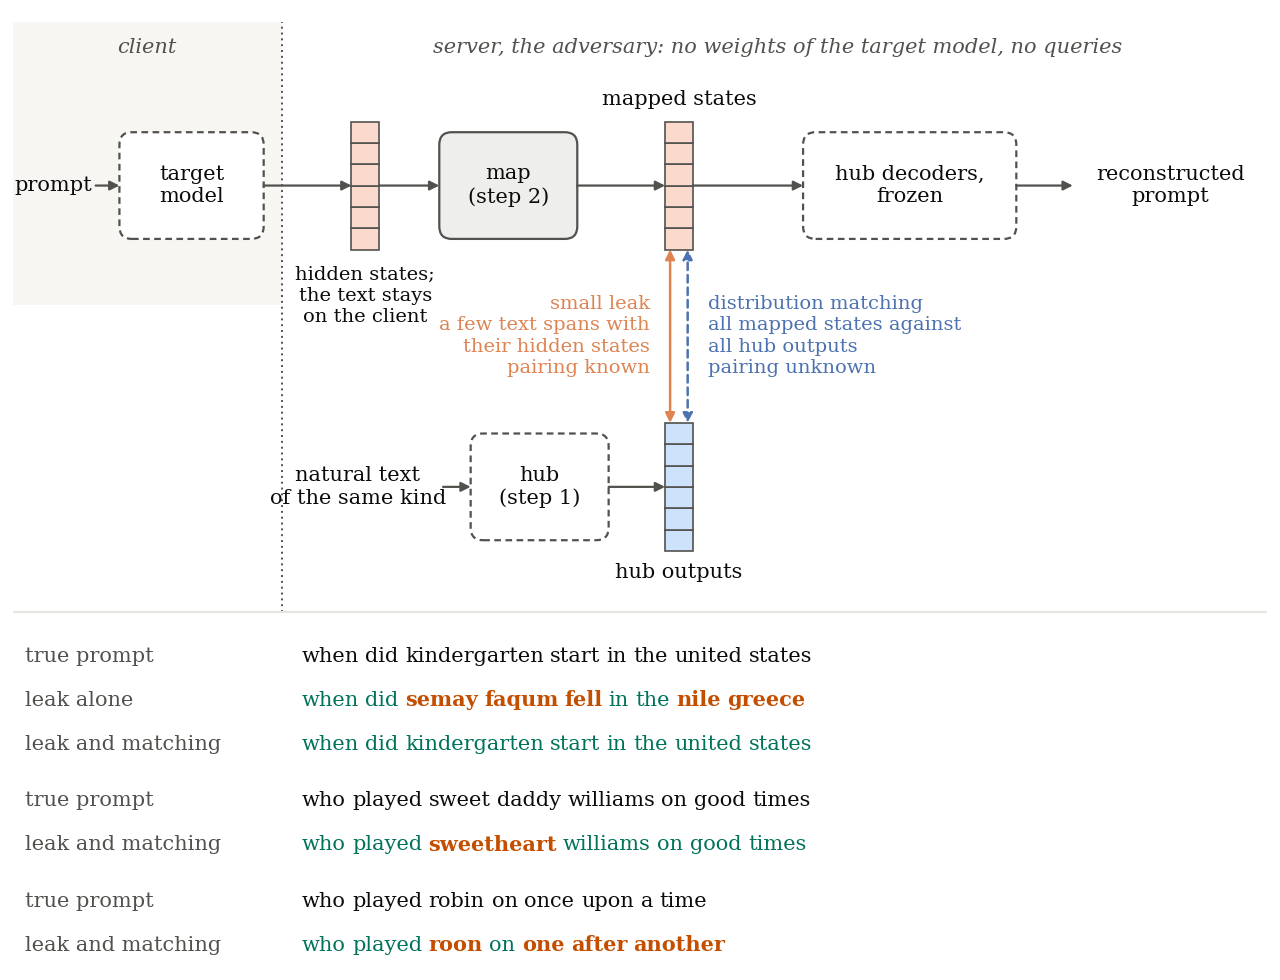 client
server, the adversary: no weights of the target model, no queries
mapped states
prompt
target
model
map
(step 2)
hub decoders,
frozen
reconstructed
prompt
hidden states;
the text stays
on the client
small leak
a few text spans with
their hidden states
pairing known
distribution matching
all mapped states against
all hub outputs
pairing unknown
natural text
of the same kind
hub
(step 1)
hub outputs
true prompt when did kindergarten start in the united states
leak alone when did semay faqum fell in the nile greece
leak and matching when did kindergarten start in the united states
true prompt who played sweet daddy williams on good times
leak and matching who played sweetheart williams on good times
true prompt who played robin on once upon a time
leak and matching who played roon on one after another